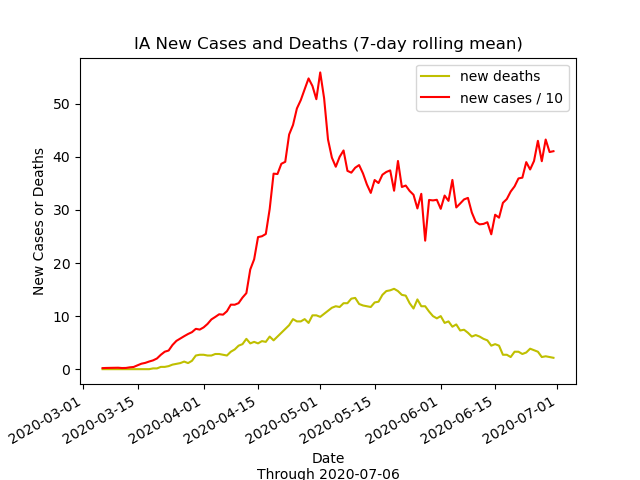 IA New Cases and Deaths (7-day rolling mean)
new deaths
new cases / 10
New Cases or Deaths
50
40
30
20
10
0
2020-03-01
2020-03-15
2020-04-01
2020-04-15
2020-05-01
2020-05-15
2020-06-01
2020-06-15
2020-07-01
Date
Through 2020-07-06